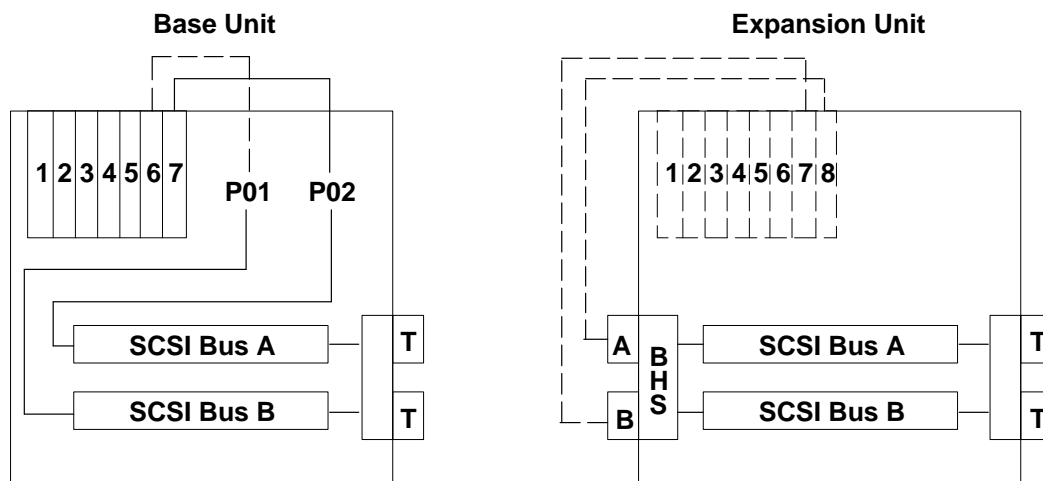 Base Unit
Expansion Unit
1 2 3 4 5 6 7
P01
P02
1 2 3 4 5 6 7 8
SCSI Bus A
T
SCSI Bus B
T
A
B
BHS
SCSI Bus A
T
SCSI Bus B
T